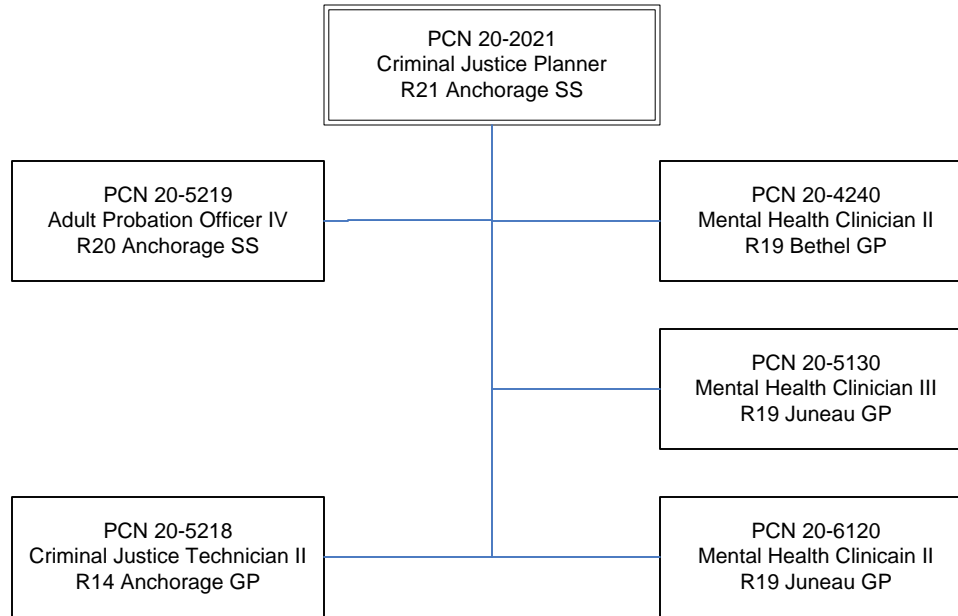 PCN 20-2021
Criminal Justice Planner
R21 Anchorage SS
PCN 20-5219
Adult Probation Officer IV
R20 Anchorage SS
PCN 20-4240
Mental Health Clinician II
R19 Bethel GP
PCN 20-5130
Mental Health Clinician III
R19 Juneau GP
PCN 20-5218
Criminal Justice Technician II
R14 Anchorage GP
PCN 20-6120
Mental Health Clinicain II
R19 Juneau GP